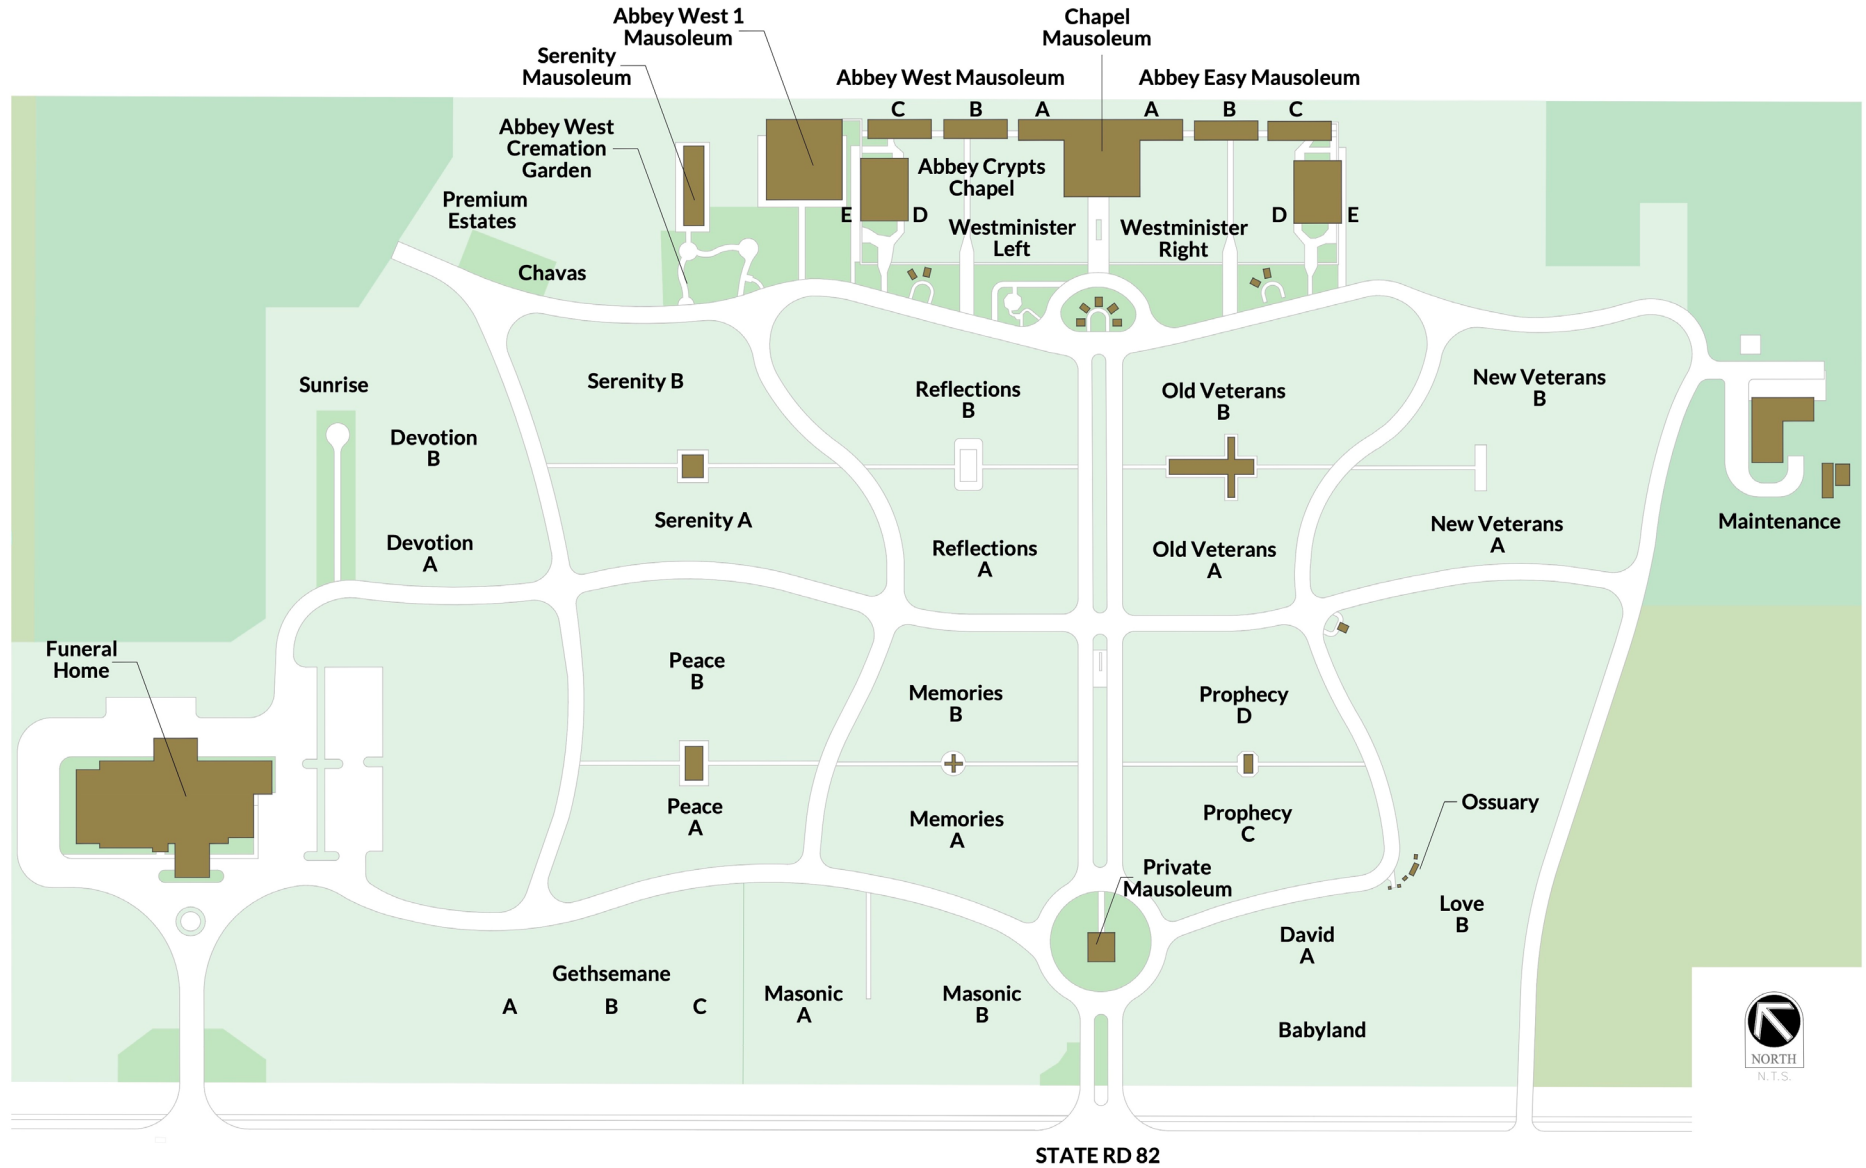 Abbey West 1
Mausoleum
Chapel
Mausoleum
Serenity
Mausoleum
Abbey West Mausoleum
Abbey Easy Mausoleum
C
B
A
A
B
C
Abbey West
Cremation
Garden
Abbey Crypts
Chapel
Premium
Estates
E
D
D
E
Westminister
Left
Westminister
Right
Chavas
Sunrise
Serenity B
Reflections
B
Old Veterans
B
New Veterans
B
Devotion
B
Serenity A
Devotion
A
Reflections
A
Old Veterans
A
New Veterans
A
Maintenance
Funeral
Home
Peace
B
Memories
B
Prophecy
D
Peace
A
Memories
A
Prophecy
C
Ossuary
Private
Mausoleum
Love
B
David
A
Gethsemane
A
B
C
Masonic
A
Masonic
B
Babyland
NORTH
N.T.S.
STATE RD 82